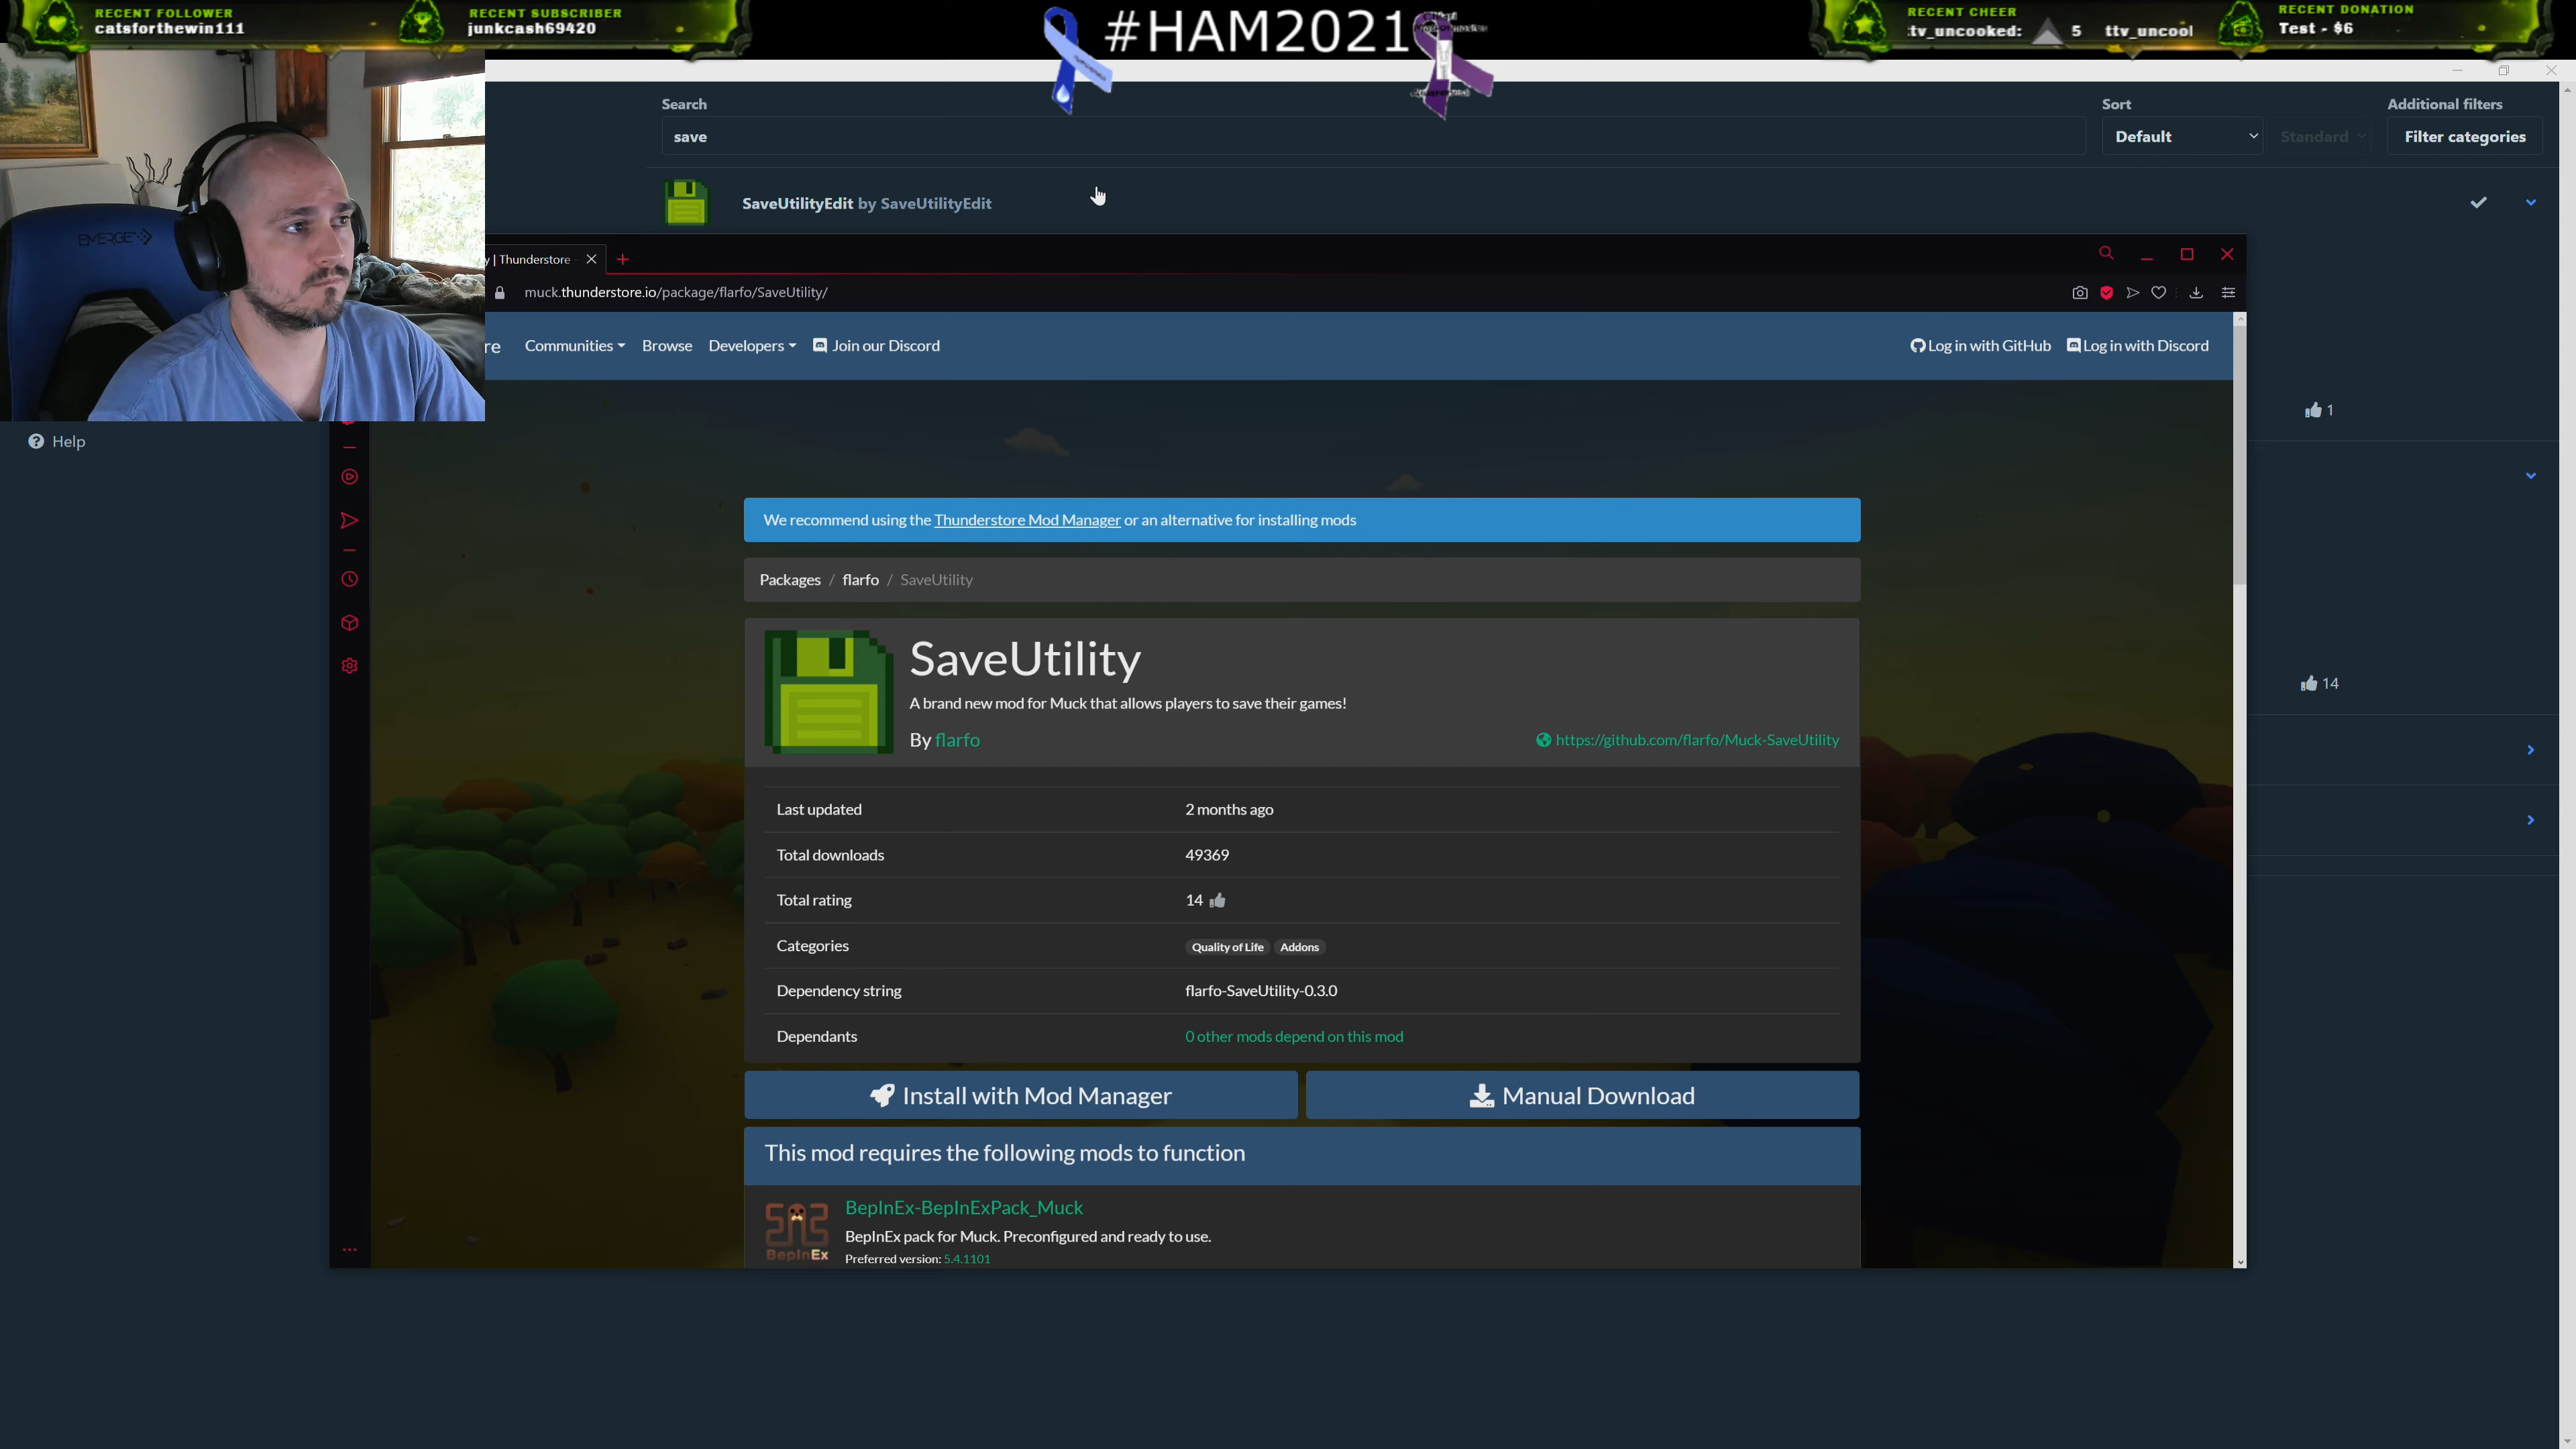 RECENT FOLLOWER
catsforthewin111
RECENT SUBSCRIBER
junkcash69420
#HAM2021
RECENT CHEER
ttv_uncooked: 5 ttv_uncool
RECENT DONATION
Test - $6
Search
Sort
Additional filters
save
Default
Standard
Filter categories
SaveUtilityEdit by SaveUtilityEdit
EMERGE
y | Thunderstore
muck.thunderstore.io/package/flarfo/SaveUtility/
re
Communities
Browse
Developers
Join our Discord
Log in with GitHub
Log in with Discord
1
Help
We recommend using the Thunderstore Mod Manager or an alternative for installing mods
Packages / flarfo / SaveUtility
SaveUtility
A brand new mod for Muck that allows players to save their games!
By flarfo
https://github.com/flarfo/Muck-SaveUtility
14
Last updated 2 months ago
Total downloads 49369
Total rating 14
Categories Quality of Life Addons
Dependency string flarfo-SaveUtility-0.3.0
Dependants 0 other mods depend on this mod
Install with Mod Manager
Manual Download
This mod requires the following mods to function
BepInEx-BepInExPack_Muck
BepInEx pack for Muck. Preconfigured and ready to use.
BepInEx
Preferred version: 5.4.1101